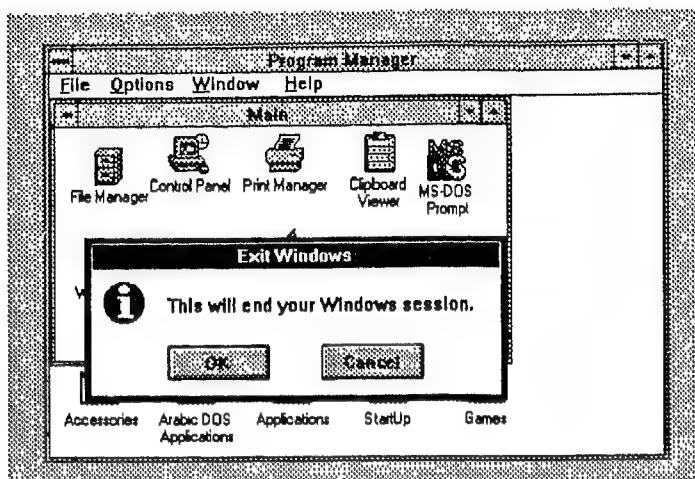 Program Manager
File Options Window Help
Main
File Manager
Control Panel
Print Manager
Clipboard
Viewer
MS-DOS
Prompt
Exit Windows
This will end your Windows session.
OK
Cancel
Accessories
Arabic DOS
Applications
Applications
StartUp
Games